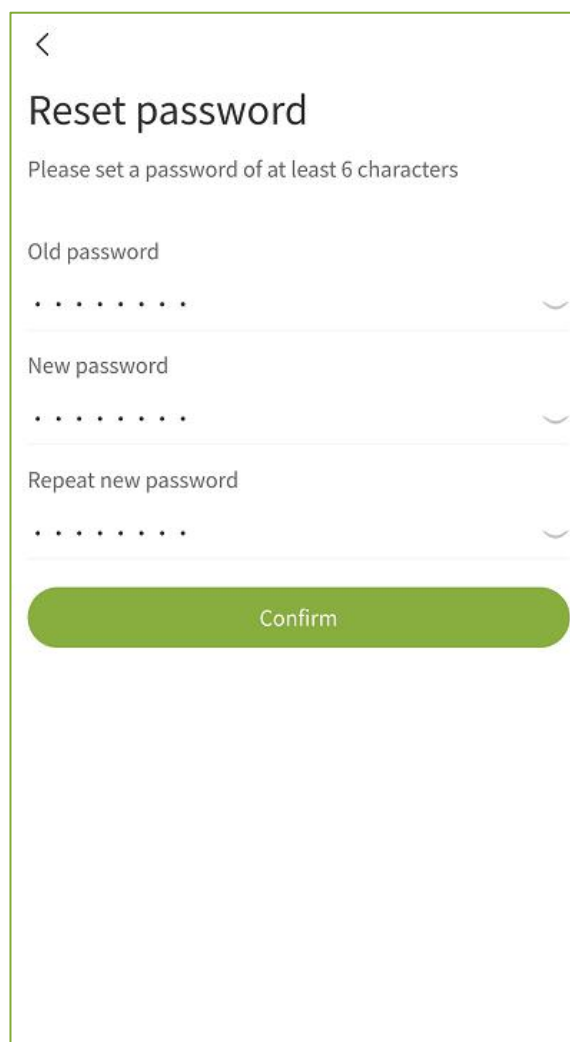 Reset password
Please set a password of at least 6 characters
Old password
• • • • • • • •
New password
• • • • • • • •
Repeat new password
• • • • • • • •
Confirm